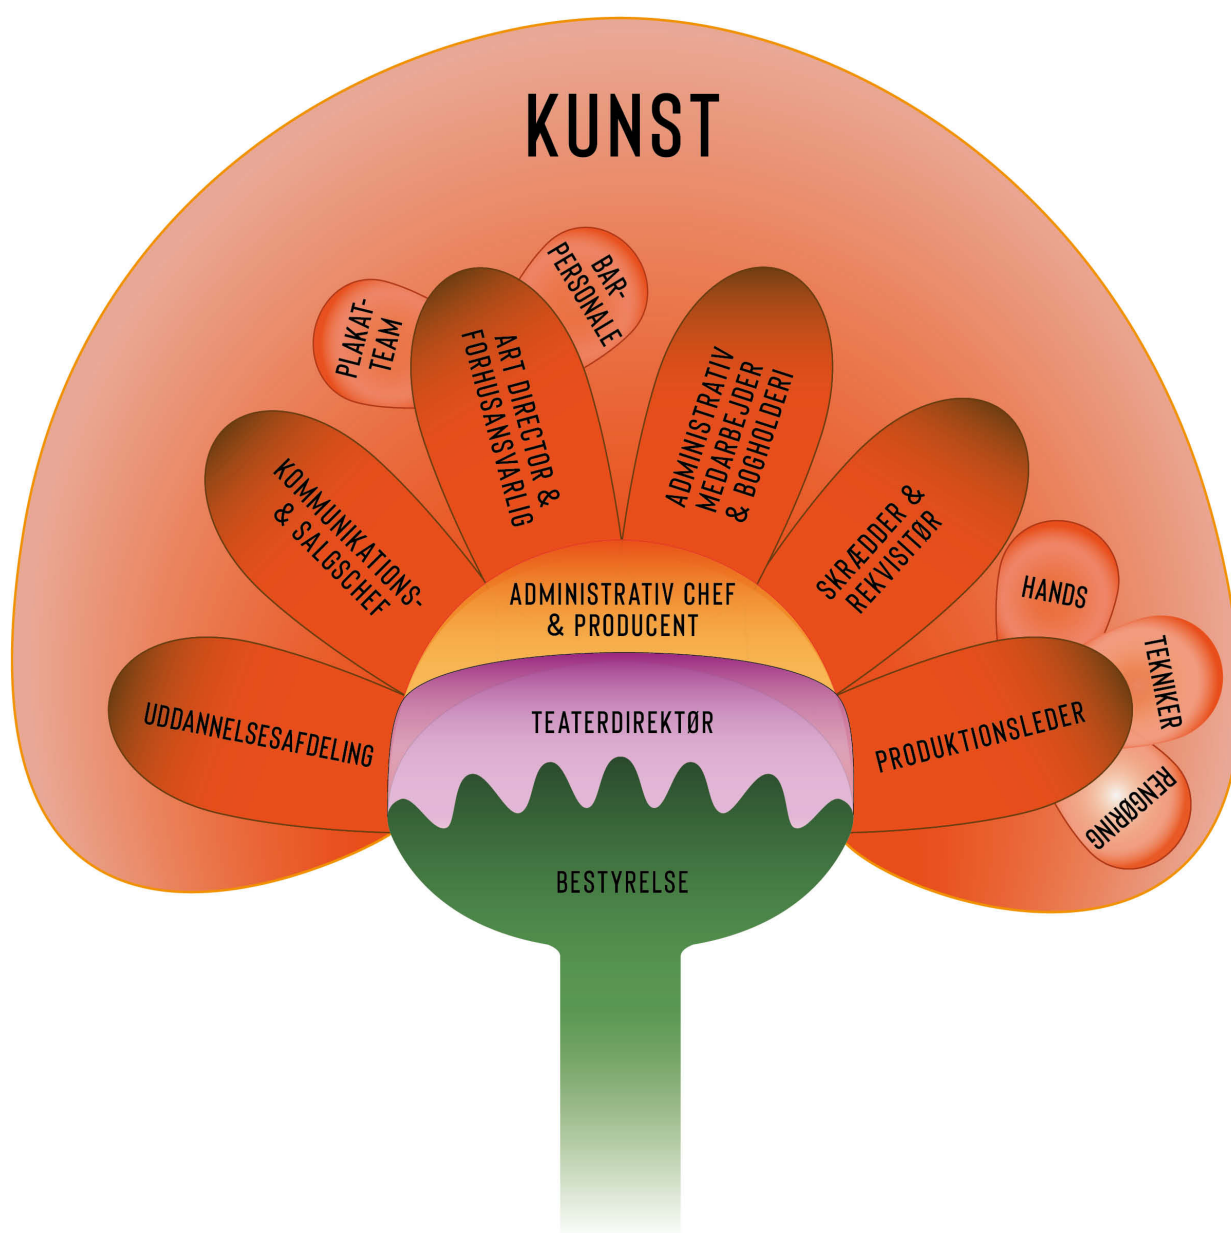 KUNST
PLAKAT-
TEAM
BAR-
PERSONALE
ART DIRECTOR &
FORHUSANSVARLIG
ADMINISTRATIV
MEDARBEJDER
& BOGHOLDERI
KOMMUNIKATIONS-
& SALGSCHEF
SKRÆDDER &
REKVISITØR
HANDS
TEKNIKER
RENGØRING
UDDANNELSESAFDELING
PRODUKTIONSLEDER
ADMINISTRATIV CHEF
& PRODUCENT
TEATERDIREKTØR
BESTYRELSE